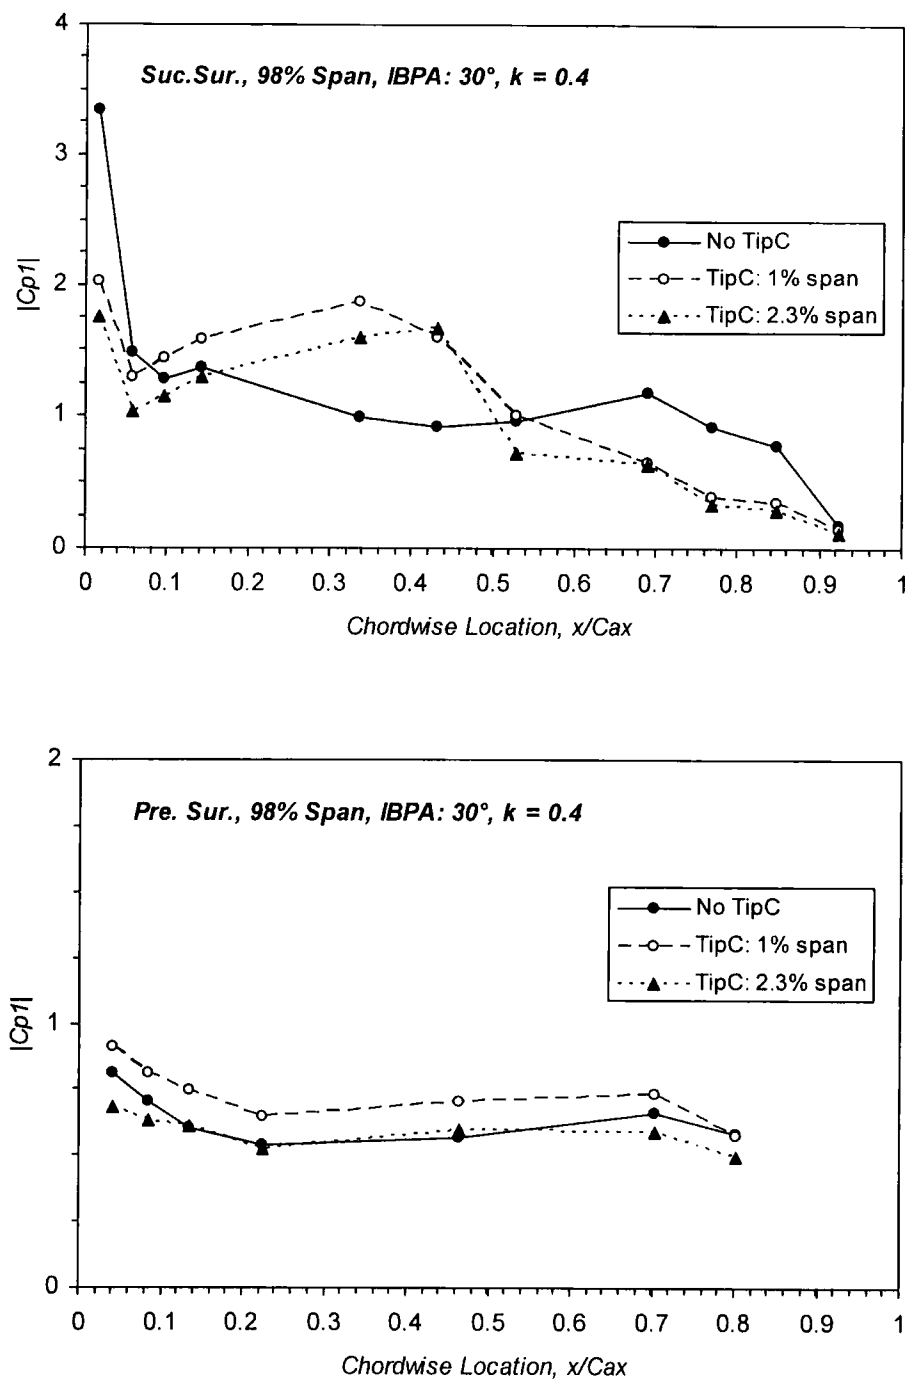 4
Suc.Sur., 98% Span, IBPA: 30°, k = 0.4
3
No TipC
TipC: 1% span
TipC: 2.3% span
2
|Cp1|
1
0
0 0.1 0.2 0.3 0.4 0.5 0.6 0.7 0.8 0.9 1
Chordwise Location, x/Cax
2
Pre. Sur., 98% Span, IBPA: 30°, k = 0.4
No TipC
TipC: 1% span
TipC: 2.3% span
|Cp1|
1
0
0 0.1 0.2 0.3 0.4 0.5 0.6 0.7 0.8 0.9 1
Chordwise Location, x/Cax